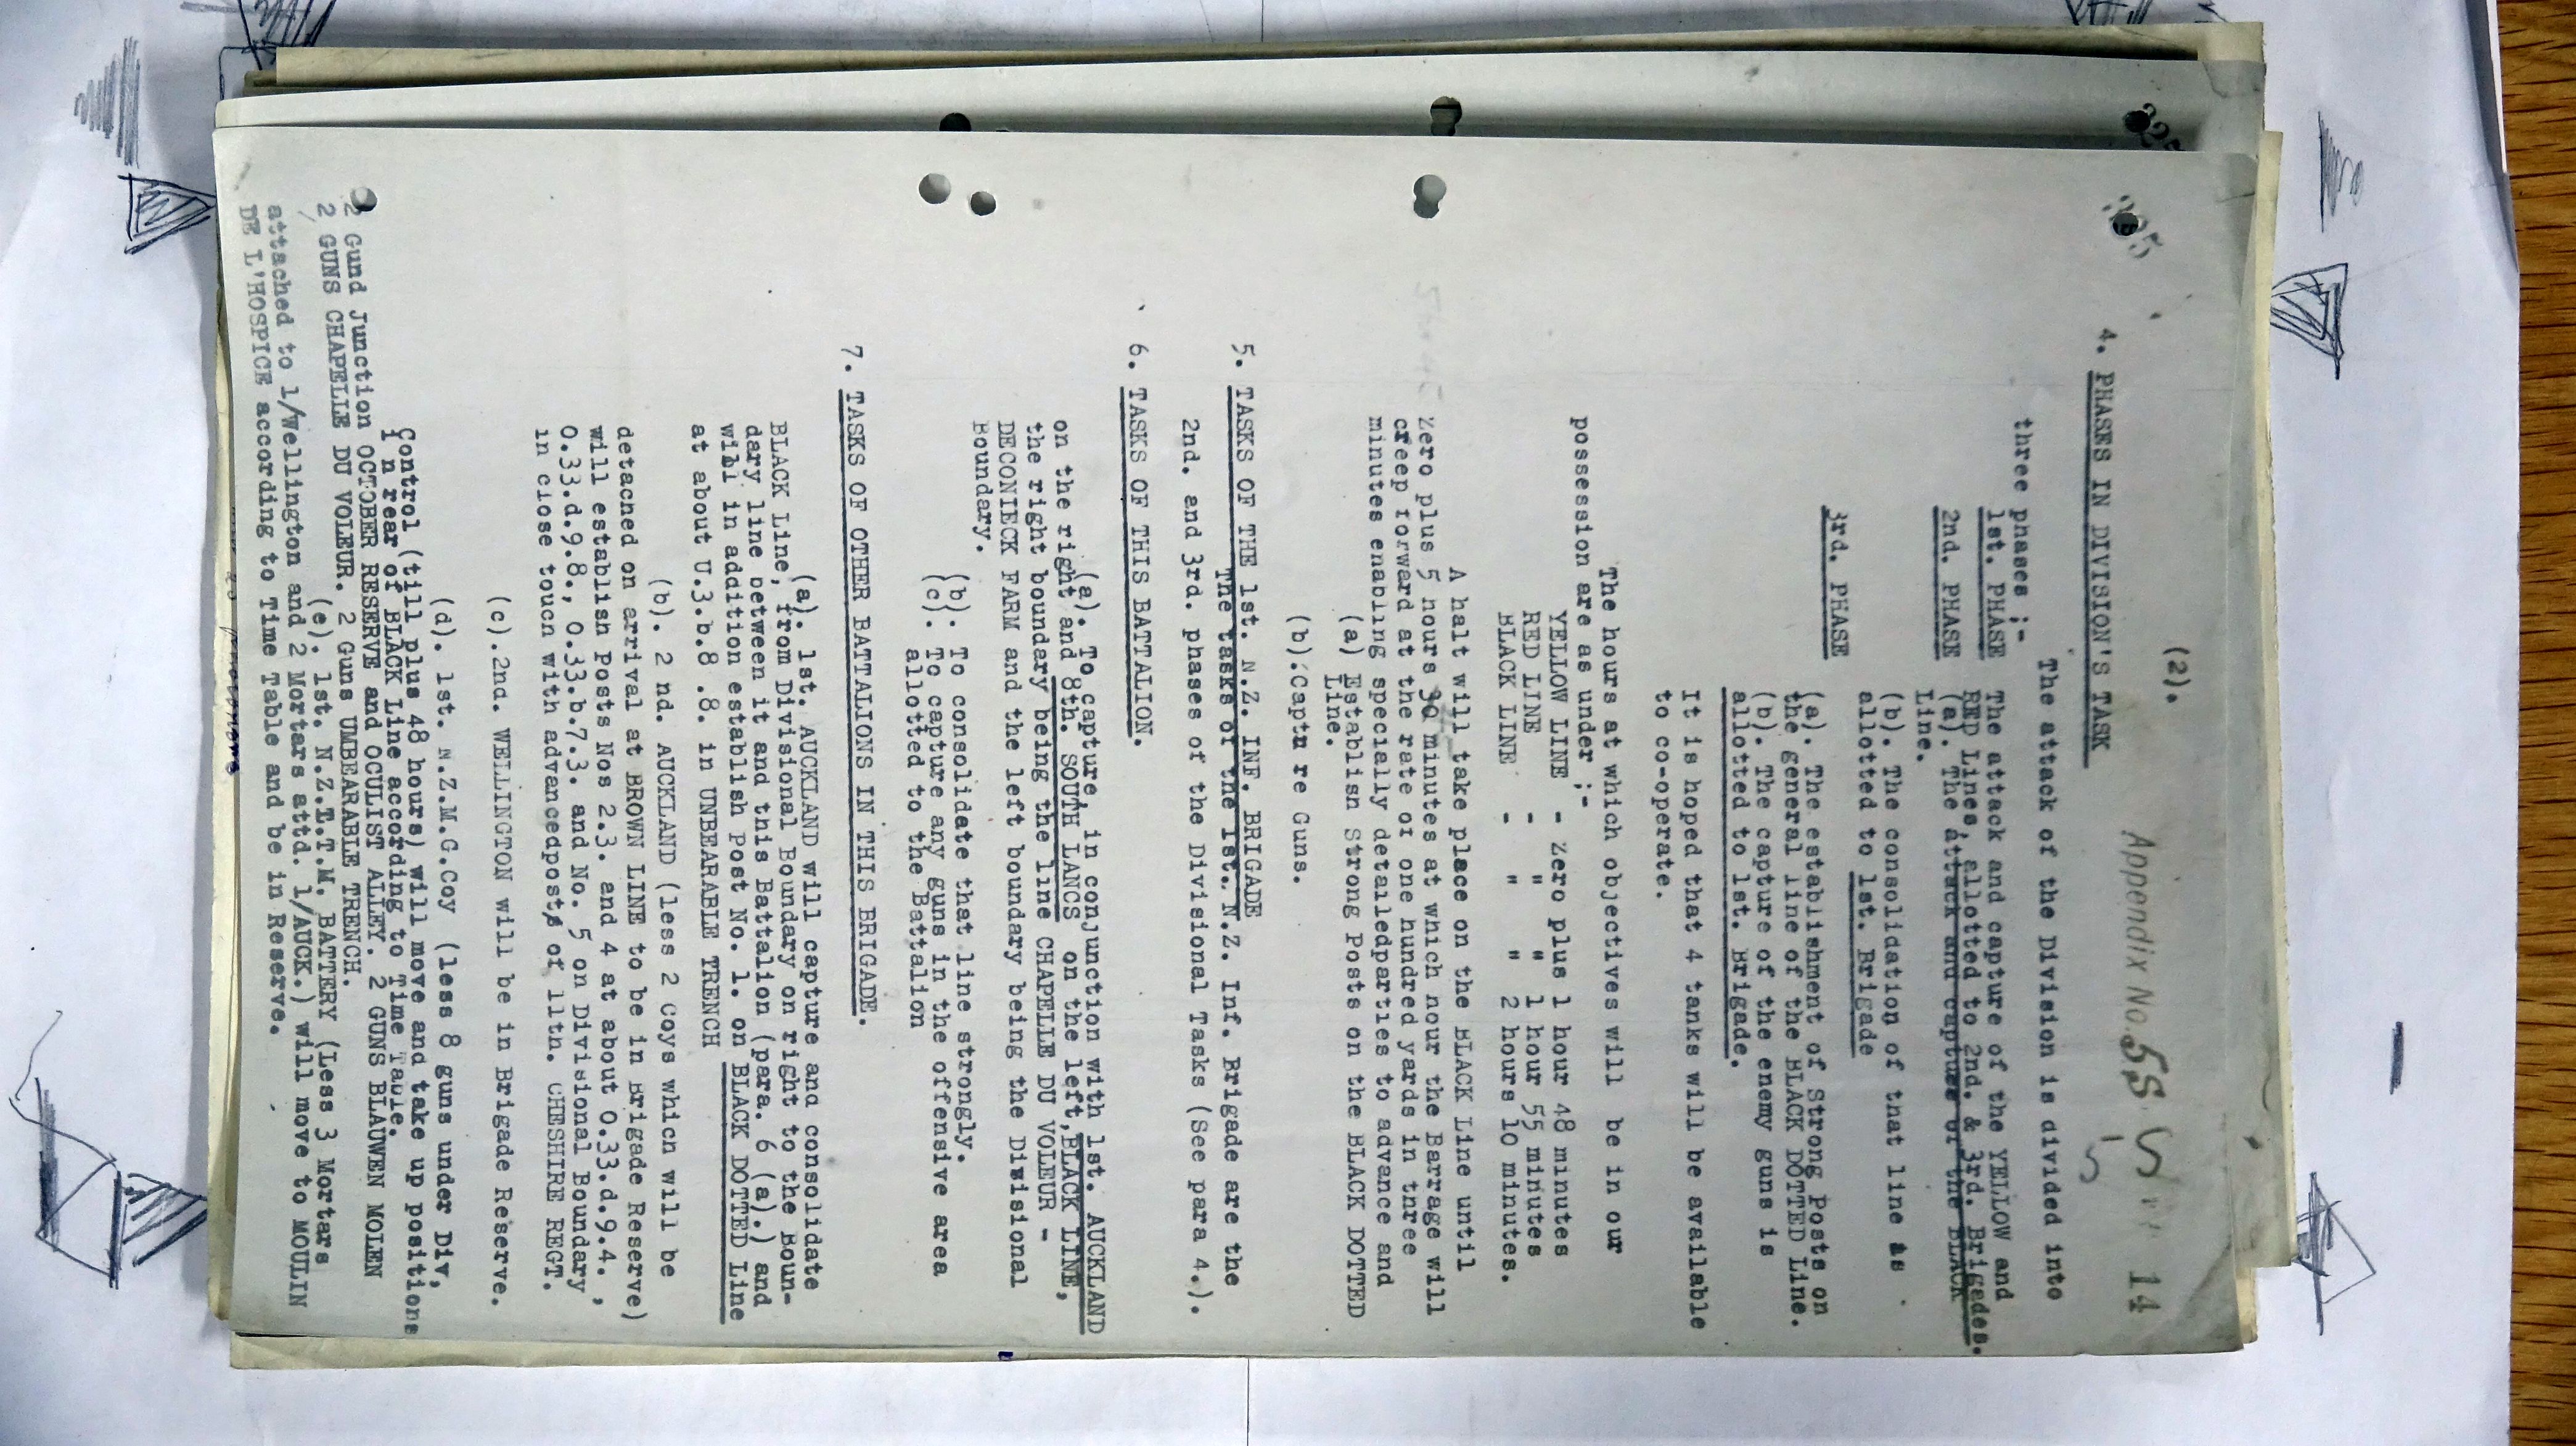 (2).
Appendix No. 14
4. PHASES IN DIVISION'S TASK
The attack of the Division is divided into
three phases ;-
1st. PHASE The attack and capture of the YELLOW and
RED Lines, allotted to 2nd. & 3rd. Brigades.
2nd. PHASE (a). The attack and capture of the BLACK
Line.
(b). The consolidation of that line as
allotted to 1st. Brigade
3rd. PHASE (a). The establishment of Strong Posts on
the general line of the BLACK DOTTED Line.
(b). The capture of the enemy guns is
allotted to 1st. Brigade.
It is hoped that 4 tanks will be available
to co-operate.
The hours at which objectives will be in our
possession are as under ;-
YELLOW LINE - Zero plus 1 hour 48 minutes
RED LINE - " " 1 hour 55 minutes
BLACK LINE - " " 2 hours 10 minutes.
A halt will take place on the BLACK Line until
Zero plus 5 hours 30 minutes at which hour the Barrage will
creep forward at the rate of one hundred yards in three
minutes enabling specially detailedparties to advance and
(a) Establish Strong Posts on the BLACK DOTTED
Line.
(b).Captu re Guns.
5. TASKS OF THE 1st. N.Z. INF. BRIGADE
The tasks of the 1st. N.Z. Inf. Brigade are the
2nd. and 3rd. phases of the Divisional Tasks (See para 4.).
6. TASKS OF THIS BATTALION.
(a). To capture, in conjunction with 1st. AUCKLAND
on the right and 8th. SOUTH LANCS on the left, BLACK LINE,
the right boundary being the line CHAPELLE DU VOLEUR -
DECONIECK FARM and the left boundary being the Divisional
Boundary.
(b). To consolidate that line strongly.
(c). To capture any guns in the offensive area
allotted to the Battalion
7. TASKS OF OTHER BATTALIONS IN THIS BRIGADE.
(a). 1st. AUCKLAND will capture and consolidate
BLACK Line, from Divisional Boundary on right to the Boun-
dary line between it and this Battalion (para. 6 (a).) and
will in addition establish Post No. 1. on BLACK DOTTED Line
at about U.3.b.8 .8. in UNBEARABLE TRENCH
(b). 2 nd. AUCKLAND (less 2 Coys which will be
detached on arrival at BROWN LINE to be in Brigade Reserve)
will establish Posts Nos 2.3. and 4 at about 0.33.d.9.4. ,
0.33.d.9.8., 0.33.b.7.3. and No. 5 on Divisional Boundary
in close touch with advancedposts of 11th. CHESHIRE REGT.
(c).2nd. WELLINGTON will be in Brigade Reserve.
(d). 1st. N.Z.M.G.Coy (less 8 guns under Div,
Control (till plus 48 hours) will move and take up positions
i n rear of BLACK Line according to Time Table.
2 Gund Junction OCTOBER RESERVE and OCULIST ALLEY. 2 GUNS BLAUWEN MOLEN
2 GUNS CHAPELLE DU VOLEUR. 2 Guns UMBEARABLE TRENCH.
(e). 1st. N.Z.L.T.M. BATTERY (Less 3 Mortars
attached to 1/Wellington and 2 Mortars attd. 1/AUCK.) will move to MOULIN
DE L'HOSPICE according to Time Table and be in Reserve.